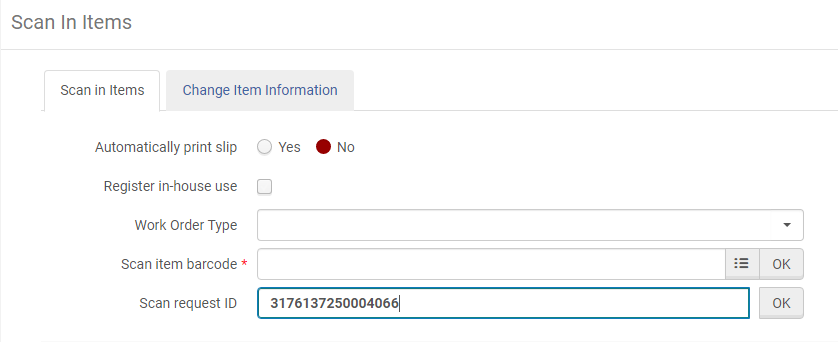 Scan In Items
Scan in Items Change Item Information
Automatically print slip Yes No
Register in-house use
Work Order Type
Scan item barcode * OK
Scan request ID 3176137250004066 OK